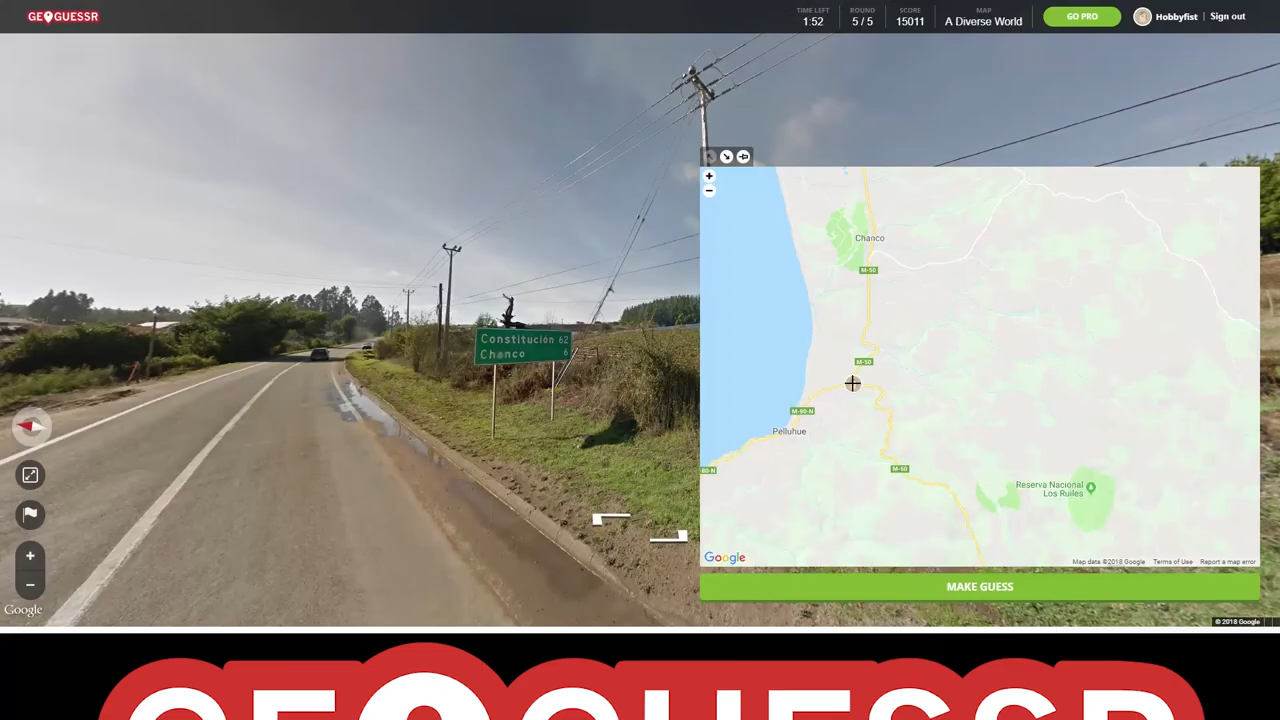 GEOGUESSR
TIME LEFT
1:52
ROUND
5 / 5
SCORE
15011
MAP
A Diverse World
GO PRO
Hobbyfist | Sign out
Constitución 62
Chanco 6
+
−
Chanco
M-50
M-50
M-80-N
Pelluhue
80-N
M-50
Reserva Nacional
Los Ruiles
Google
Map data ©2018 Google
Terms of Use
Report a map error
MAKE GUESS
+
−
Google
© 2018 Google
GEOGUESSR